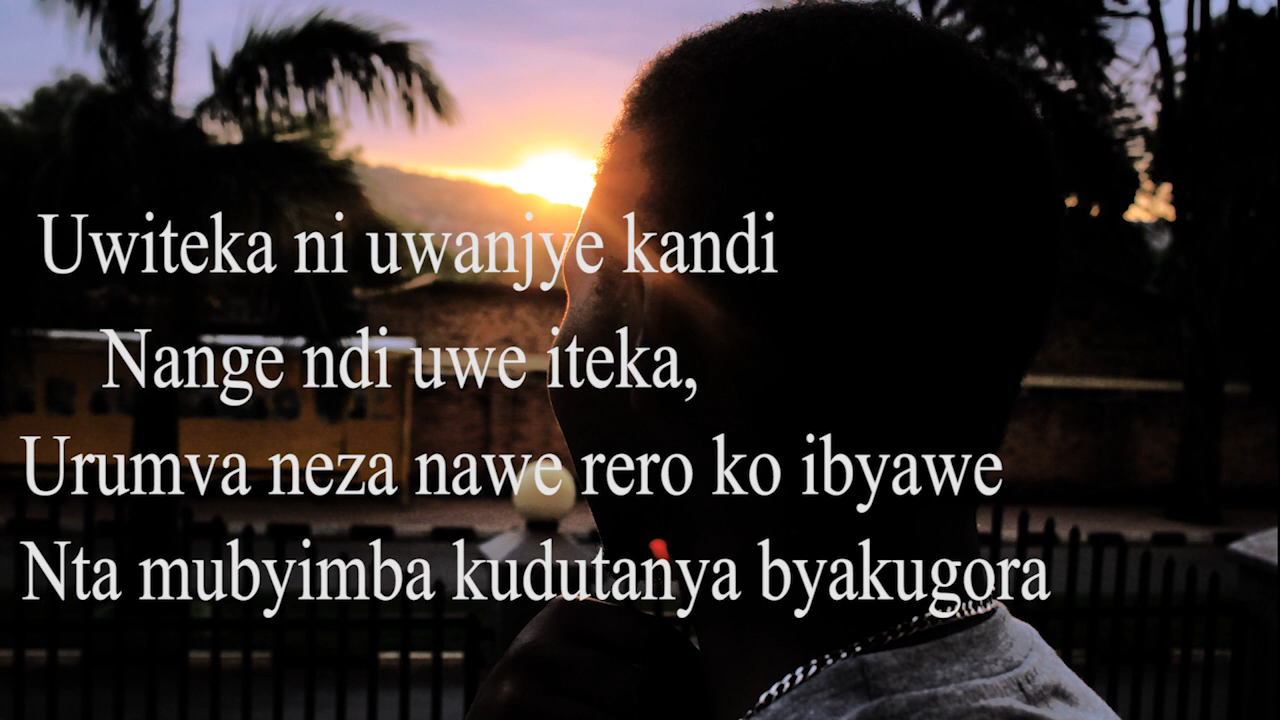 Uwiteka ni uwanjye kandi
Nange ndi uwe iteka,
Urumva neza nawe rero ko ibyawe
Nta mubyimba kudutanya byakugora